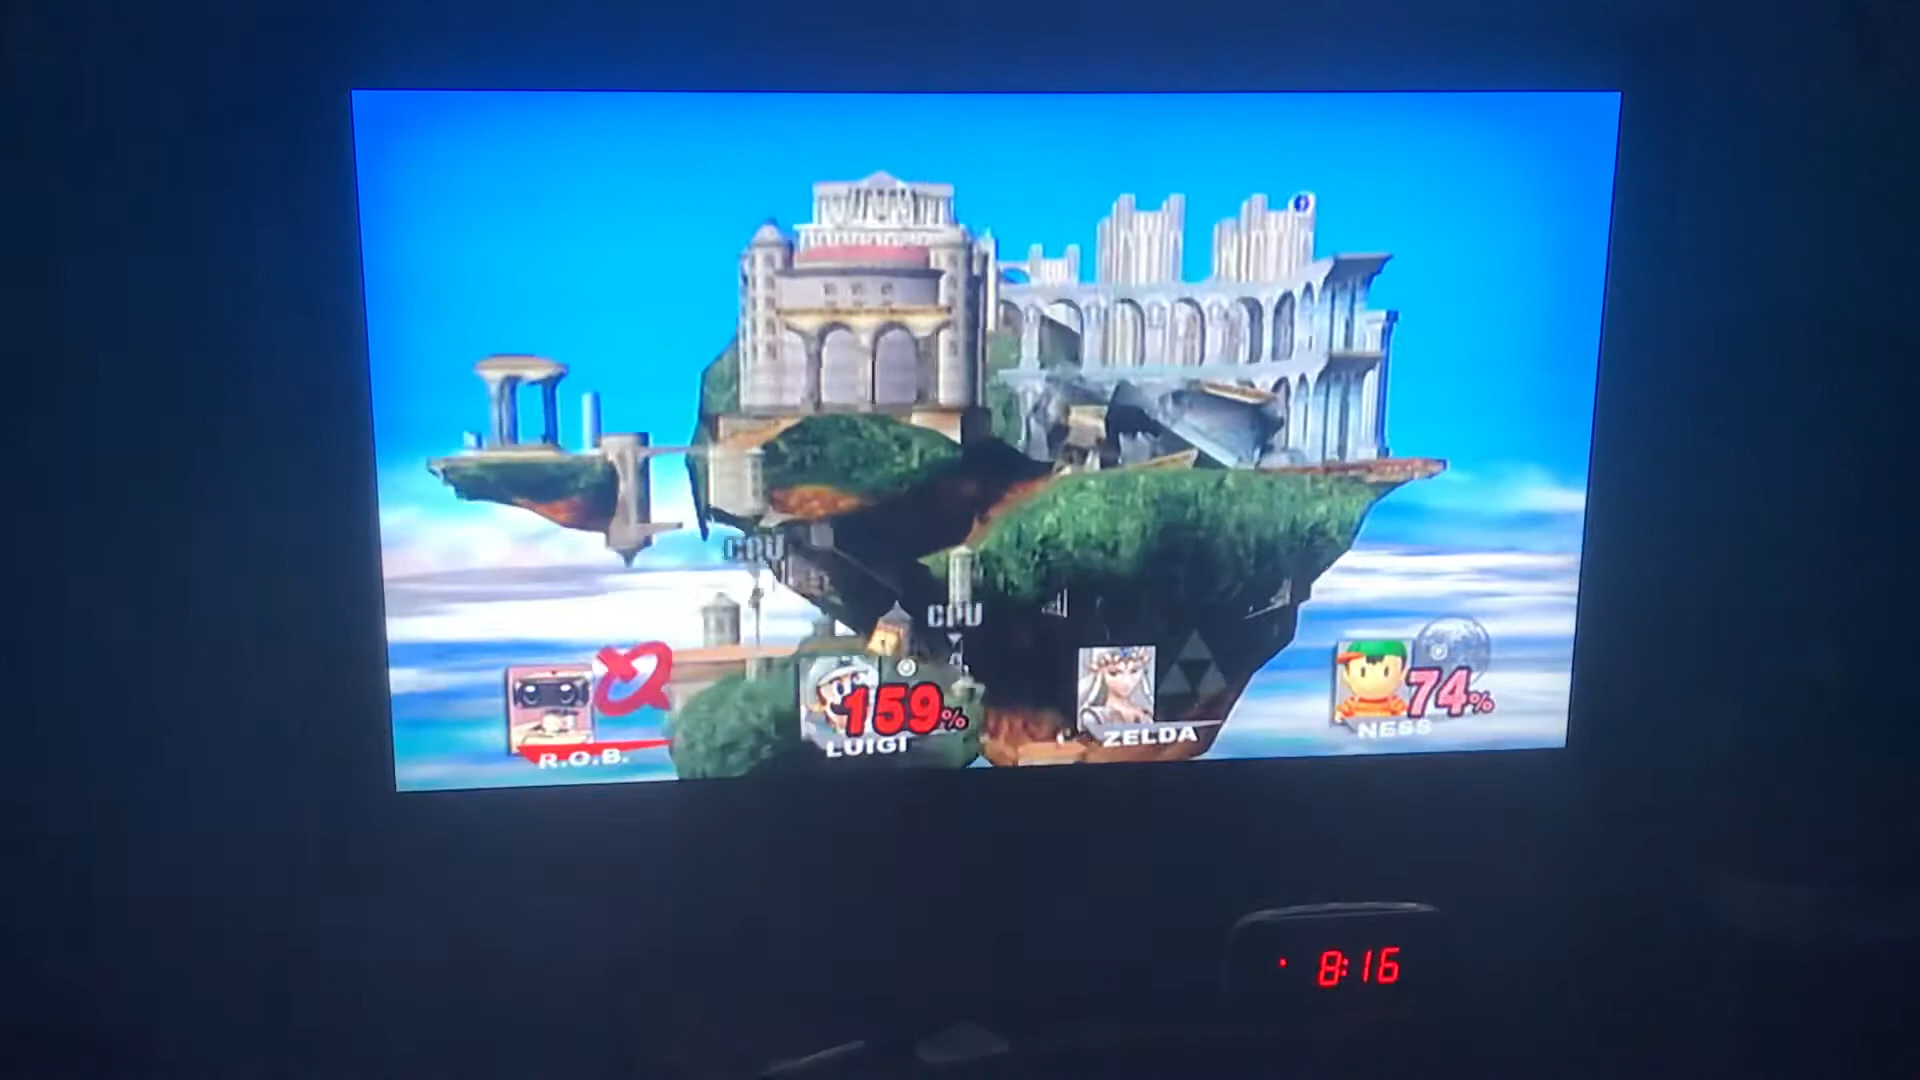 CPU
CPU
159%
74%
R.O.B.
LUIGI
ZELDA
NESS
8:16